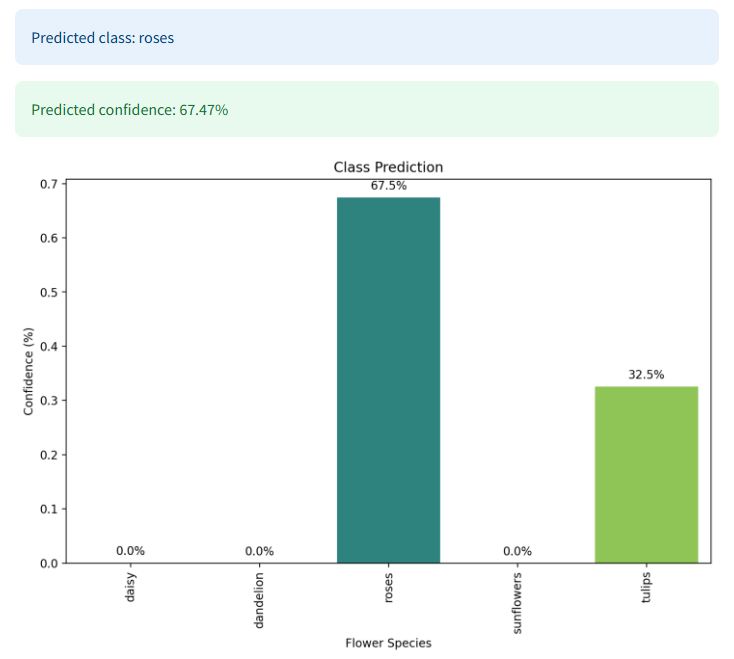 Predicted class: roses
Predicted confidence: 67.47%
Class Prediction
0.7
67.5%
0.6
0.5
0.4
32.5%
0.3
0.2
0.1
0.0% 0.0% 0.0%
0.0
Confidence (%)
daisy
dandelion
roses
sunflowers
tulips
Flower Species